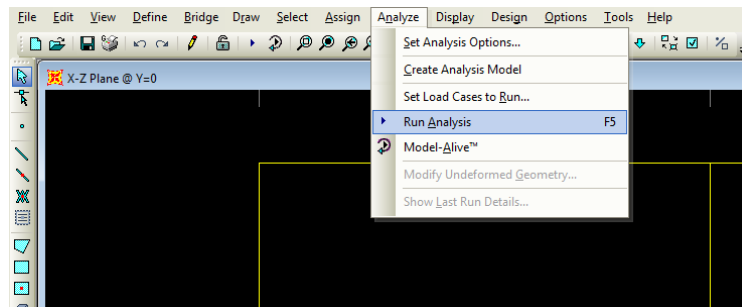 File Edit View Define Bridge Draw Select Assign Analyze Display Design Options Tools Help
X-Z Plane @ Y=0
Set Analysis Options...
Create Analysis Model
Set Load Cases to Run...
Run Analysis F5
Model-Alive™
Modify Undeformed Geometry...
Show Last Run Details...